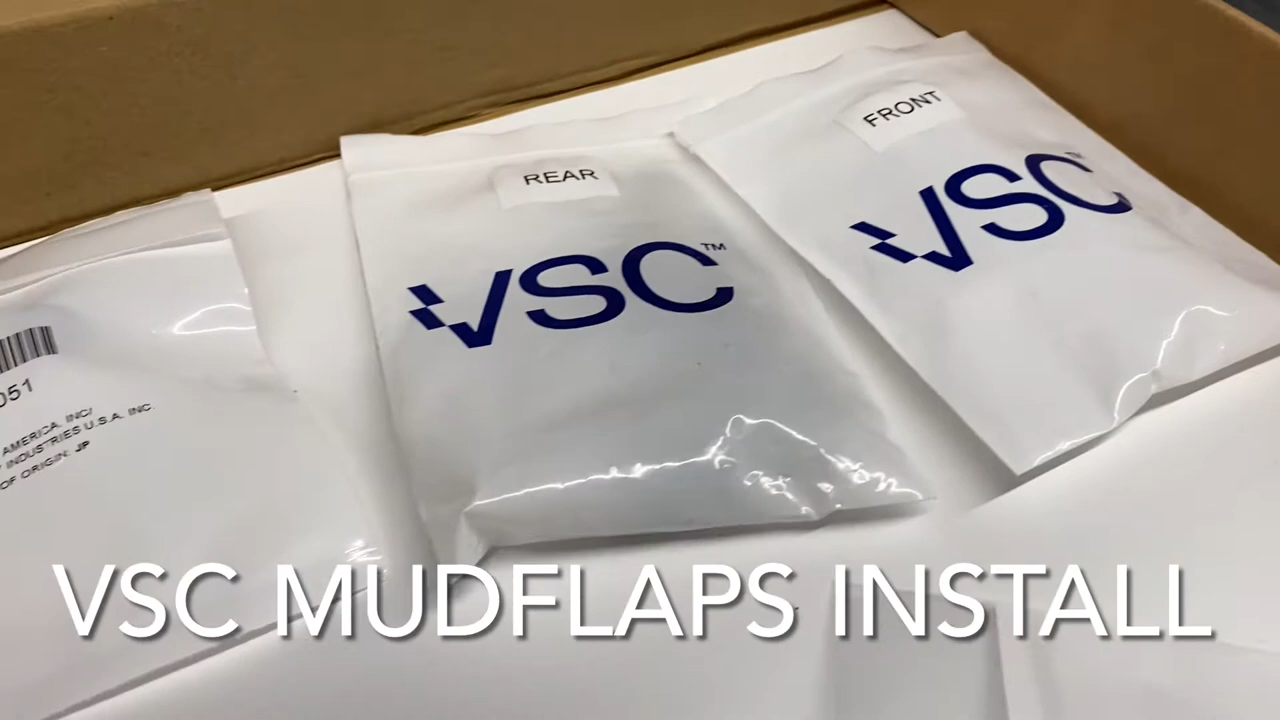 FRONT
VSC™
REAR
VSC™
051
AMERICA, INC/
INDUSTRIES U.S.A. INC.
OF ORIGIN: JP
VSC MUDFLAPS INSTALL